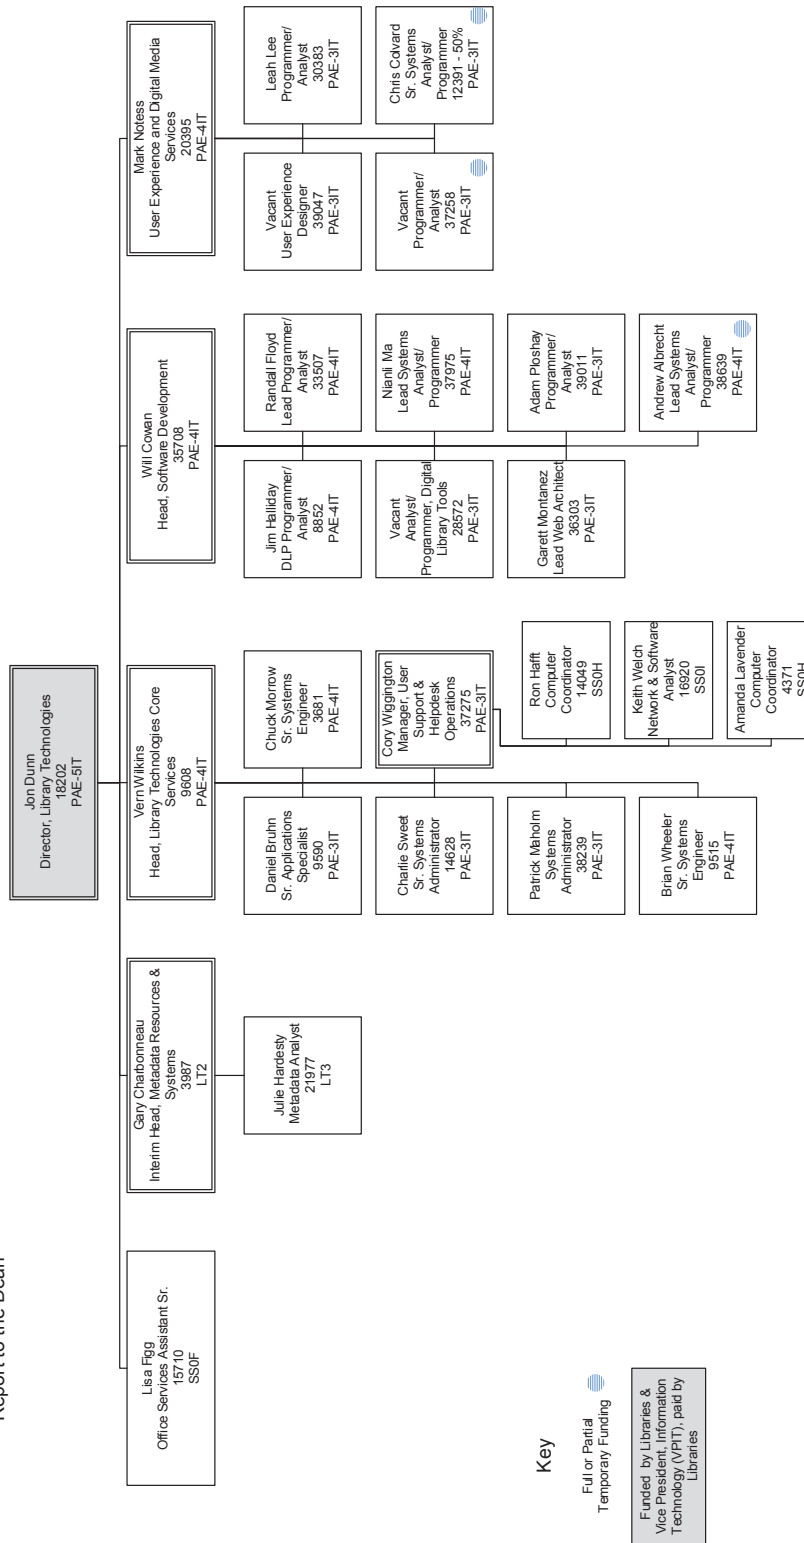 Report to the Dean
Jon Dunn
Director, Library Technologies
18202
PAE-5IT
Lisa Figg
Office Services Assistant Sr.
15710
SS0F
Gary Charbonneau
Interim Head, Metadata Resources &
Systems
3987
LT2
Julie Hardesty
Metadata Analyst
21977
LT3
Vern Wilkins
Head, Library Technologies Core
Services
9608
PAE-4IT
Daniel Bruhn
Sr. Applications
Specialist
9590
PAE-3IT
Chuck Morrow
Sr. Systems
Engineer
3681
PAE-4IT
Charlie Sweet
Sr. Systems
Administrator
14628
PAE-3IT
Cory Wiggington
Manager, User
Support &
Helpdesk
Operations
37275
PAE-3IT
Patrick Maholm
Systems
Administrator
38239
PAE-3IT
Brian Wheeler
Sr. Systems
Engineer
9515
PAE-4IT
Ron Hafft
Computer
Coordinator
14049
SS0H
Keith Welch
Network & Software
Analyst
16920
SS0I
Amanda Lavender
Computer
Coordinator
4371
SS0H
Will Cowan
Head, Software Development
35708
PAE-4IT
Jim Halliday
DLP Programmer/
Analyst
8852
PAE-4IT
Randall Floyd
Lead Programmer/
Analyst
33507
PAE-4IT
Vacant
Analyst/
Programmer, Digital
Library Tools
28572
PAE-3IT
Nianli Ma
Lead Systems
Analyst/
Programmer
37975
PAE-4IT
Garett Montanez
Lead Web Architect
36303
PAE-3IT
Adam Ploshay
Programmer/
Analyst
39011
PAE-3IT
Andrew Albrecht
Lead Systems
Analyst/
Programmer
38639
PAE-4IT
Mark Notess
User Experience and Digital Media
Services
20395
PAE-4IT
Vacant
User Experience
Designer
39047
PAE-3IT
Leah Lee
Programmer/
Analyst
30383
PAE-3IT
Vacant
Programmer/
Analyst
37258
PAE-3IT
Chris Colvard
Sr. Systems
Analyst/
Programmer
12391 - 50%
PAE-3IT
Key
Full or Partial
Temporary Funding
Funded by Libraries &
Vice President, Information
Technology (VPIT), paid by
Libraries